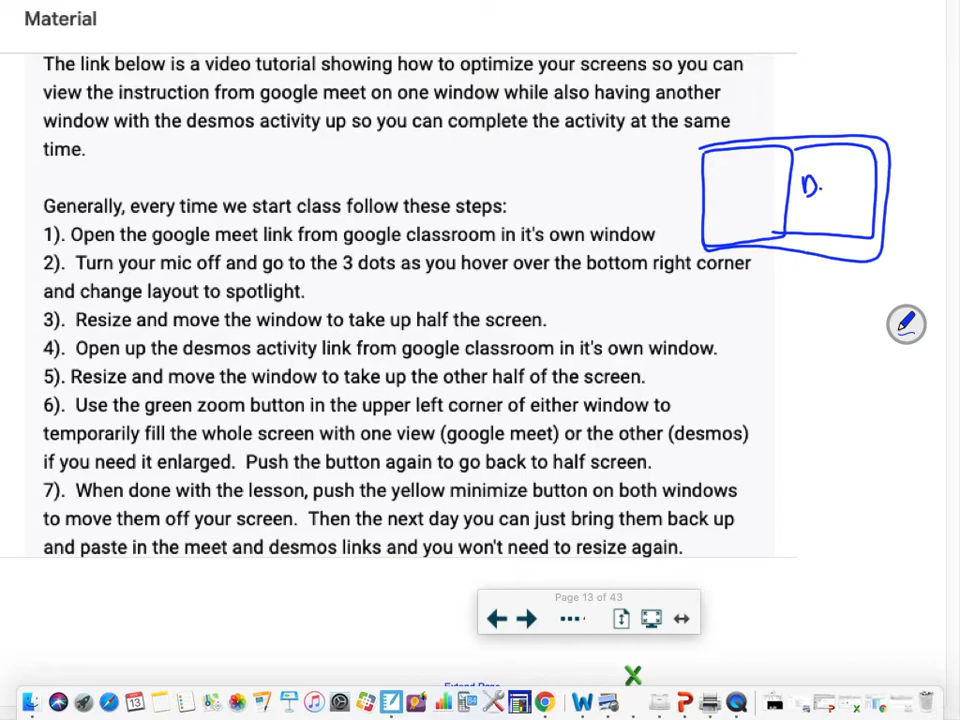 Material
The link below is a video tutorial showing how to optimize your screens so you can
view the instruction from google meet on one window while also having another
window with the desmos activity up so you can complete the activity at the same
time.
D.
Generally, every time we start class follow these steps:
1). Open the google meet link from google classroom in it's own window
2). Turn your mic off and go to the 3 dots as you hover over the bottom right corner
and change layout to spotlight.
3). Resize and move the window to take up half the screen.
4). Open up the desmos activity link from google classroom in it's own window.
5). Resize and move the window to take up the other half of the screen.
6). Use the green zoom button in the upper left corner of either window to
temporarily fill the whole screen with one view (google meet) or the other (desmos)
if you need it enlarged. Push the button again to go back to half screen.
7). When done with the lesson, push the yellow minimize button on both windows
to move them off your screen. Then the next day you can just bring them back up
and paste in the meet and desmos links and you won't need to resize again.
Page 13 of 43
Extend Page
13